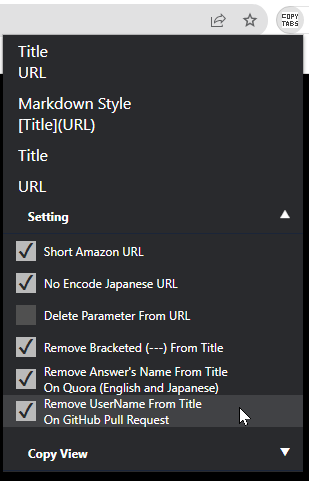 COPY
TABS
Title
URL
Markdown Style
[Title](URL)
Title
URL
Setting
Short Amazon URL
No Encode Japanese URL
Delete Parameter From URL
Remove Bracketed (---) From Title
Remove Answer's Name From Title
On Quora (English and Japanese)
Remove UserName From Title
On GitHub Pull Request
Copy View